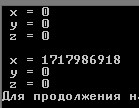 x = 0
y = 0
z = 0
x = 1717986918
y = 0
z = 0
Для продолжения н